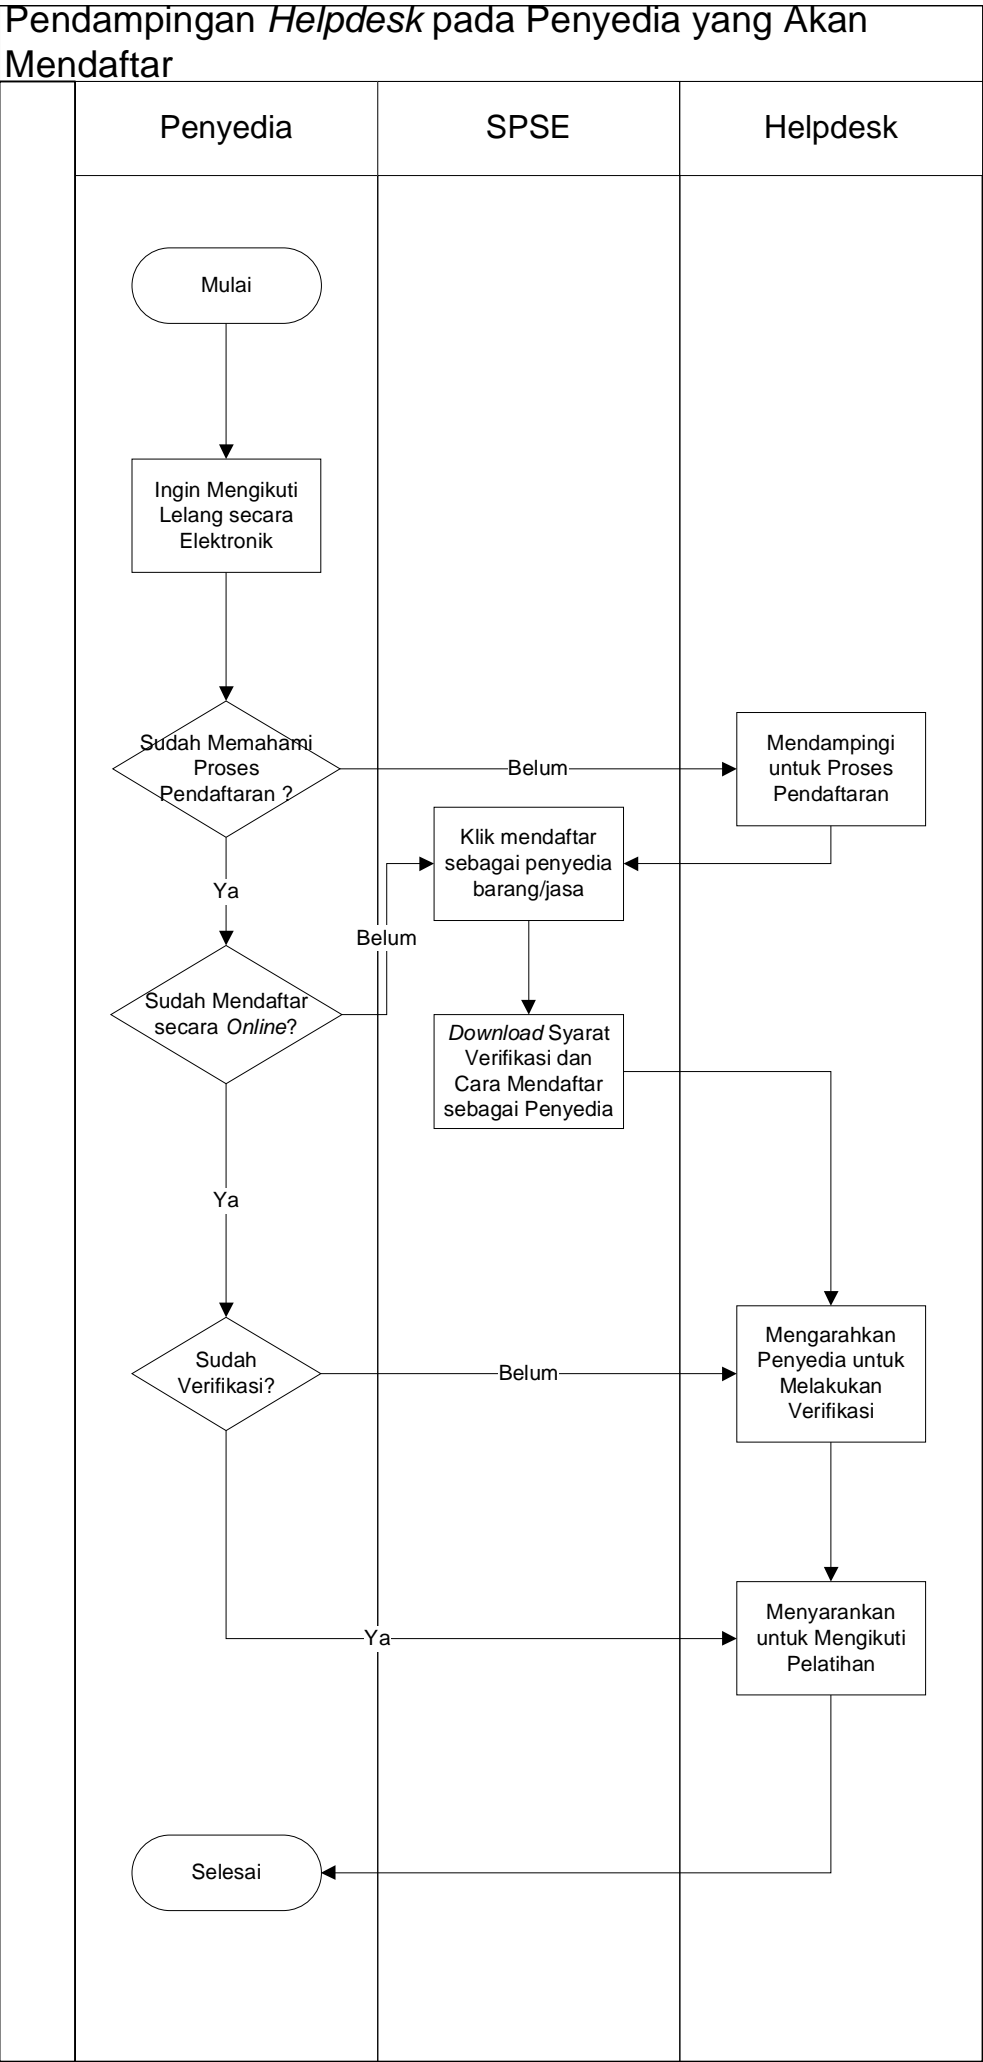 Pendampingan Helpdesk pada Penyedia yang Akan
Mendaftar
Penyedia
SPSE
Helpdesk
Mulai
Ingin Mengikuti
Lelang secara
Elektronik
Sudah Memahami
Proses
Pendaftaran ?
Belum
Mendampingi
untuk Proses
Pendaftaran
Klik mendaftar
sebagai penyedia
barang/jasa
Ya
Belum
Sudah Mendaftar
secara Online?
Download Syarat
Verifikasi dan
Cara Mendaftar
sebagai Penyedia
Ya
Sudah
Verifikasi?
Belum
Mengarahkan
Penyedia untuk
Melakukan
Verifikasi
Ya
Menyarankan
untuk Mengikuti
Pelatihan
Selesai